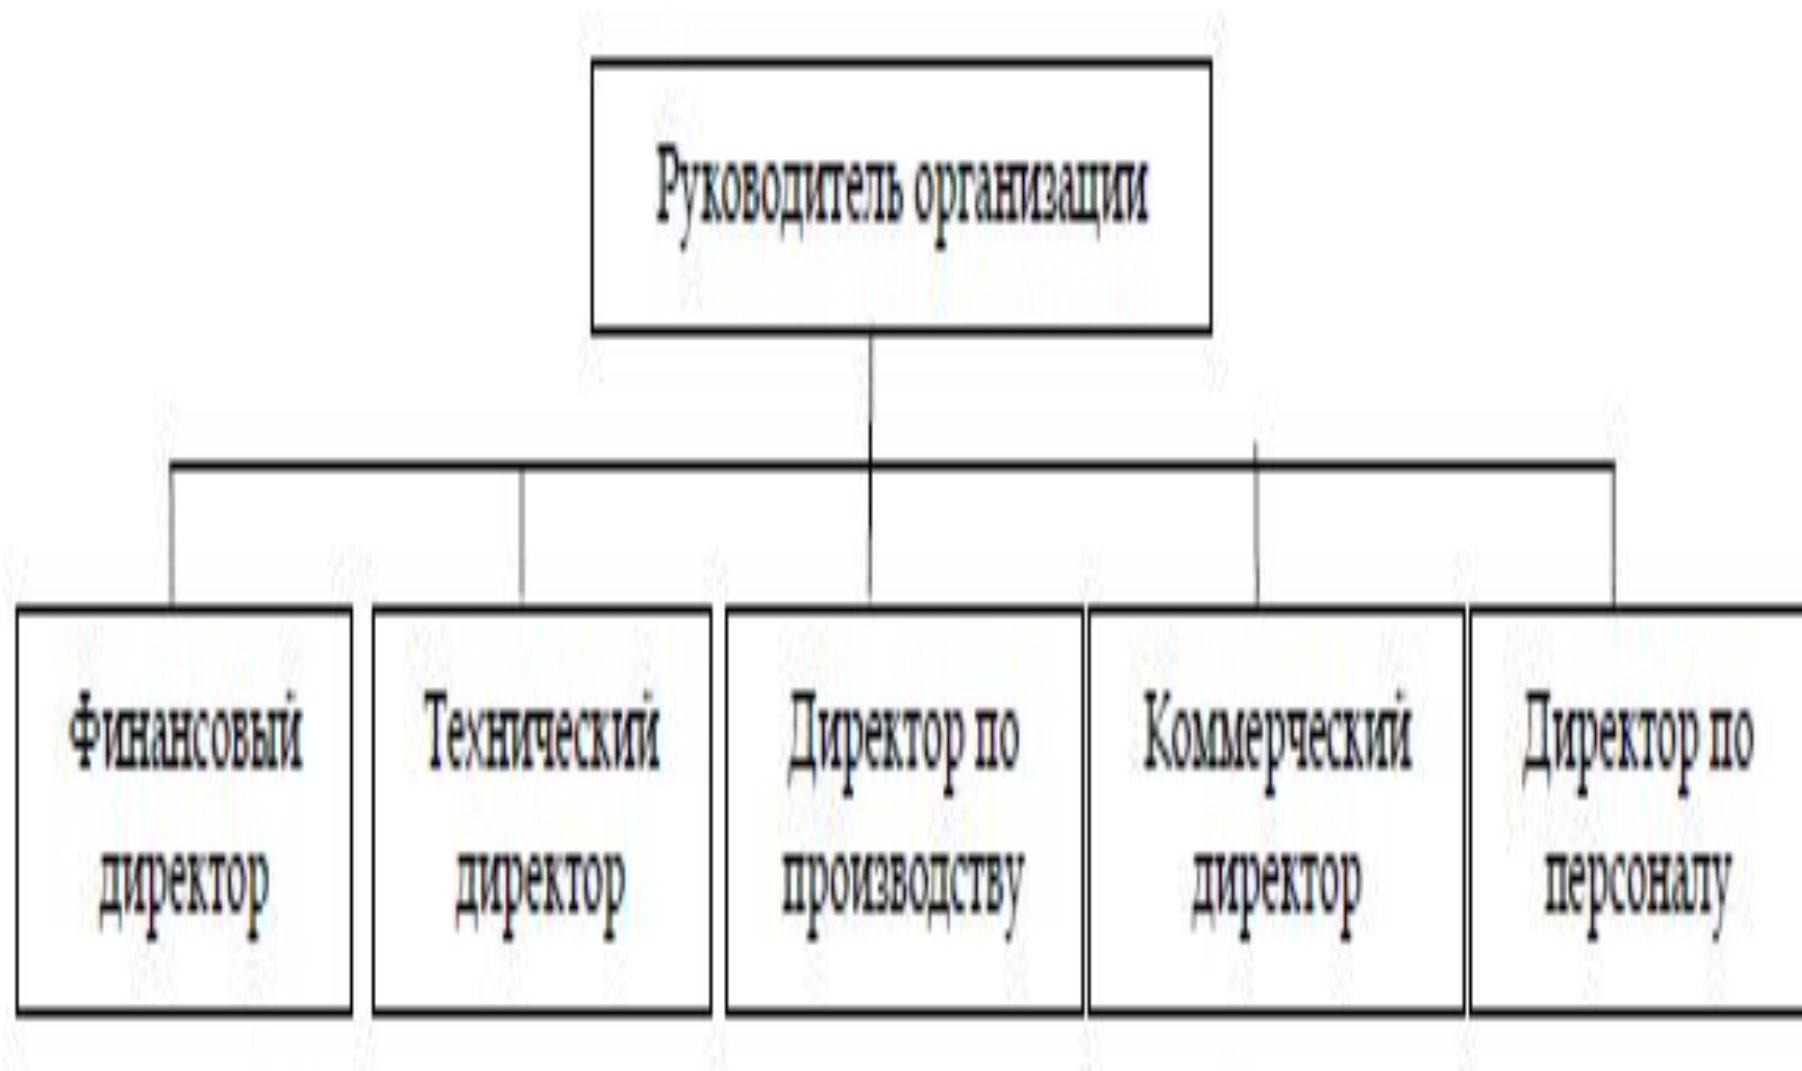 Руководитель организации
Финансовый
директор
Технический
директор
Директор по
производству
Коммерческий
директор
Директор по
персоналу